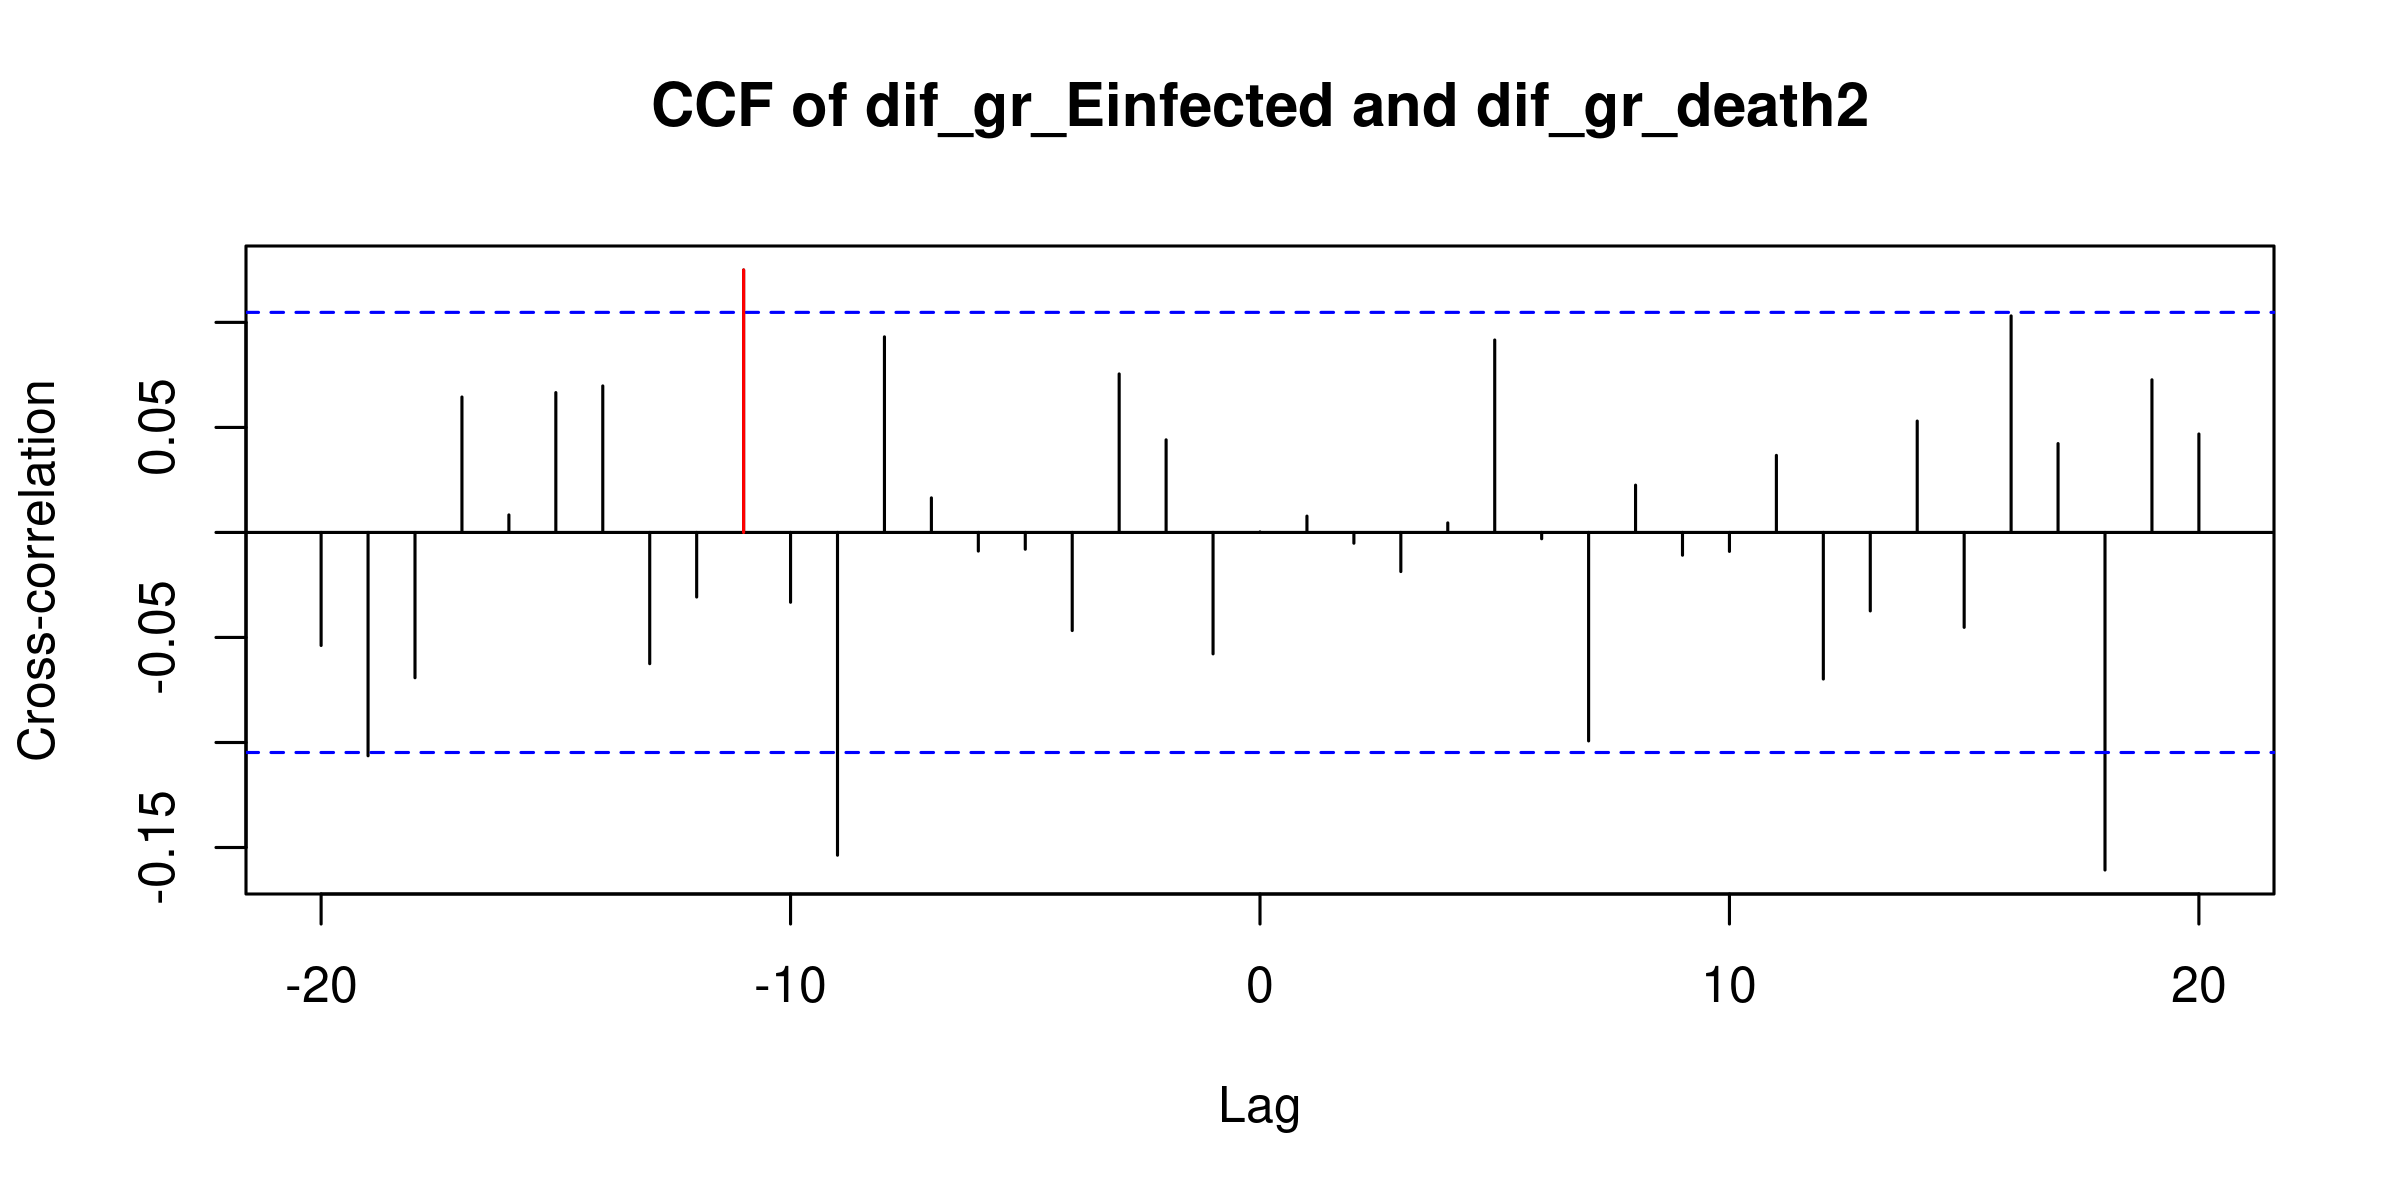 CCF of dif_gr_Einfected and dif_gr_death2
Cross-correlation
0.05
-0.05
-0.15
-20 -10 0 10 20
Lag